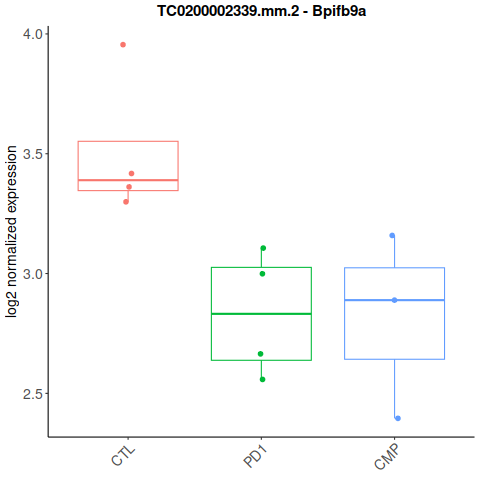 TC0200002339.mm.2 - Bpifb9a
log2 normalized expression
4.0
3.5
3.0
2.5
CTL
PD1
CMP